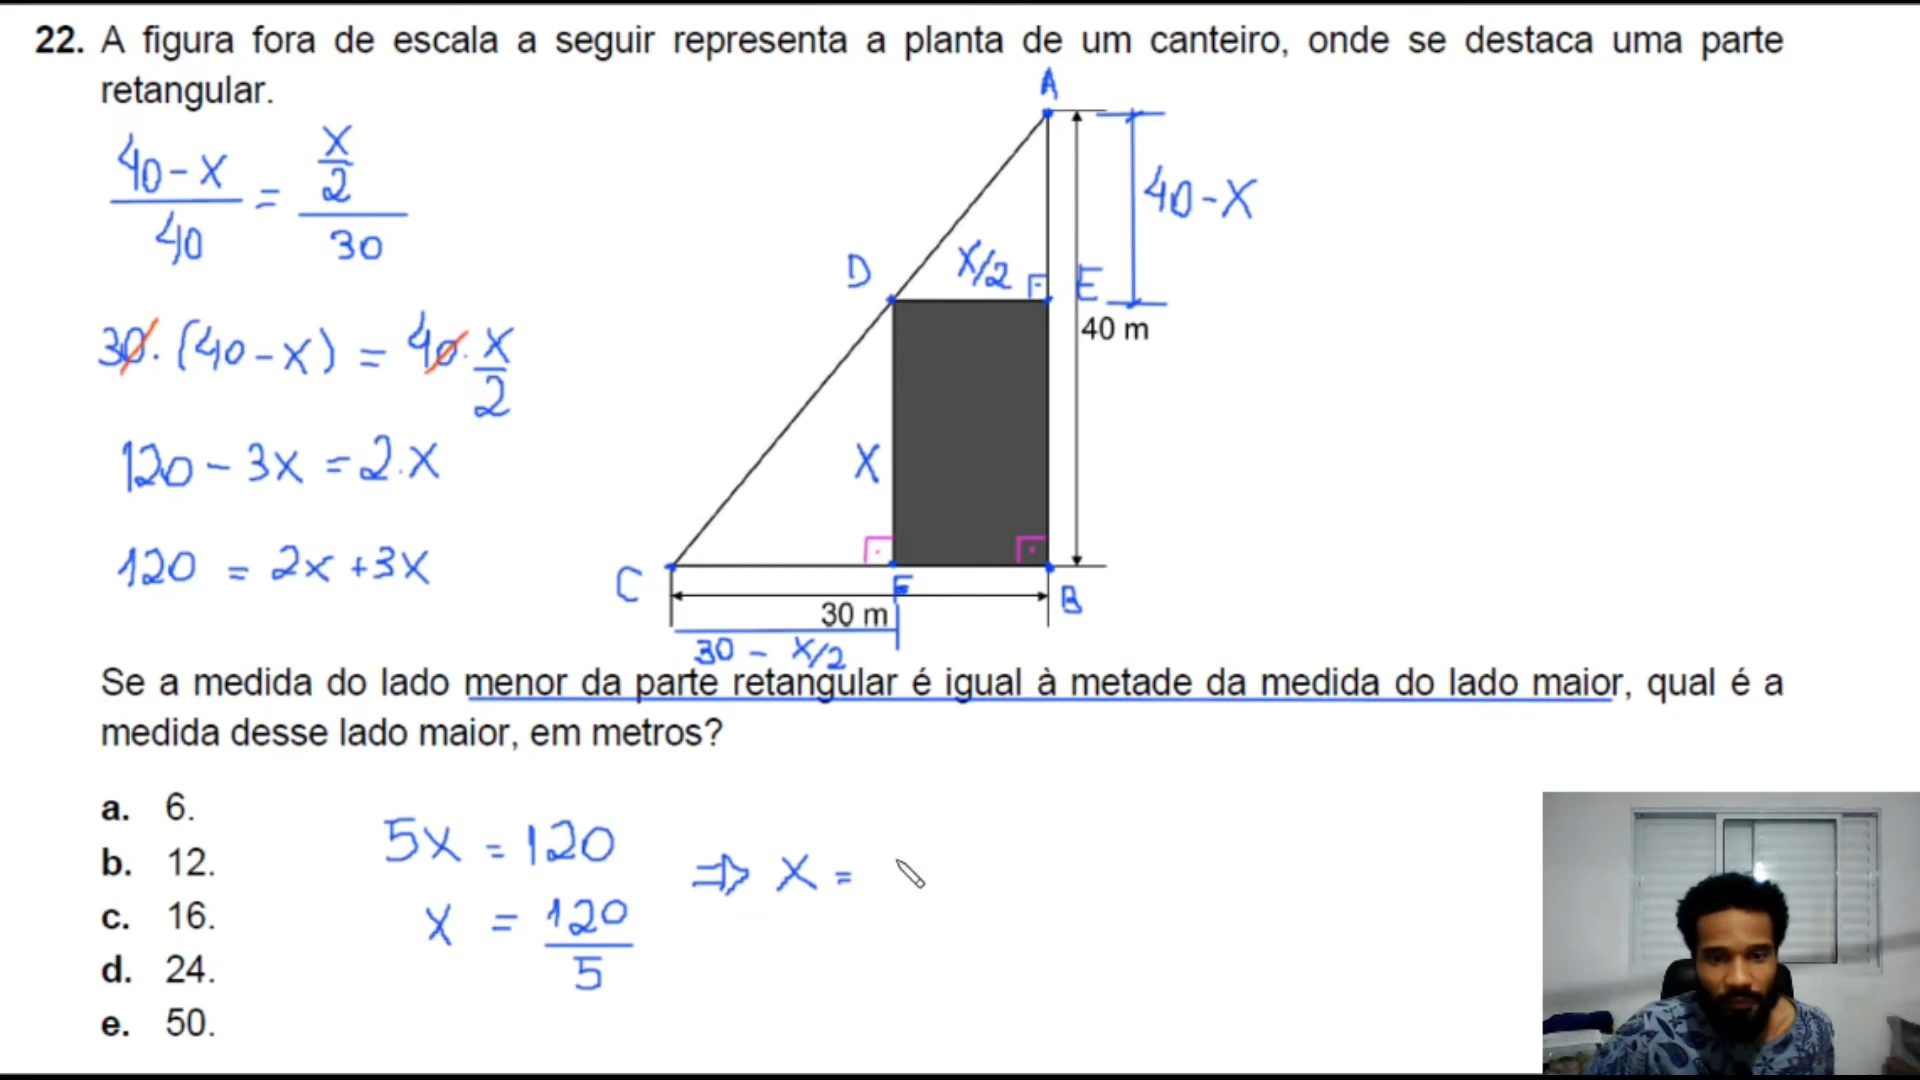 22. A figura fora de escala a seguir representa a planta de um canteiro, onde se destaca uma parte
retangular.
A
40-x/40 = x/2/30
40-x
D
x/2
E
40 m
30.(40-x) = 40.x/2
x
120-3x=2.x
120 = 2x+3x
C
F
B
30 m
30 - x/2
Se a medida do lado menor da parte retangular é igual à metade da medida do lado maior, qual é a
medida desse lado maior, em metros?
a. 6.
b. 12.
c. 16.
d. 24.
e. 50.
5x = 120
x = 120/5
⇒ x =